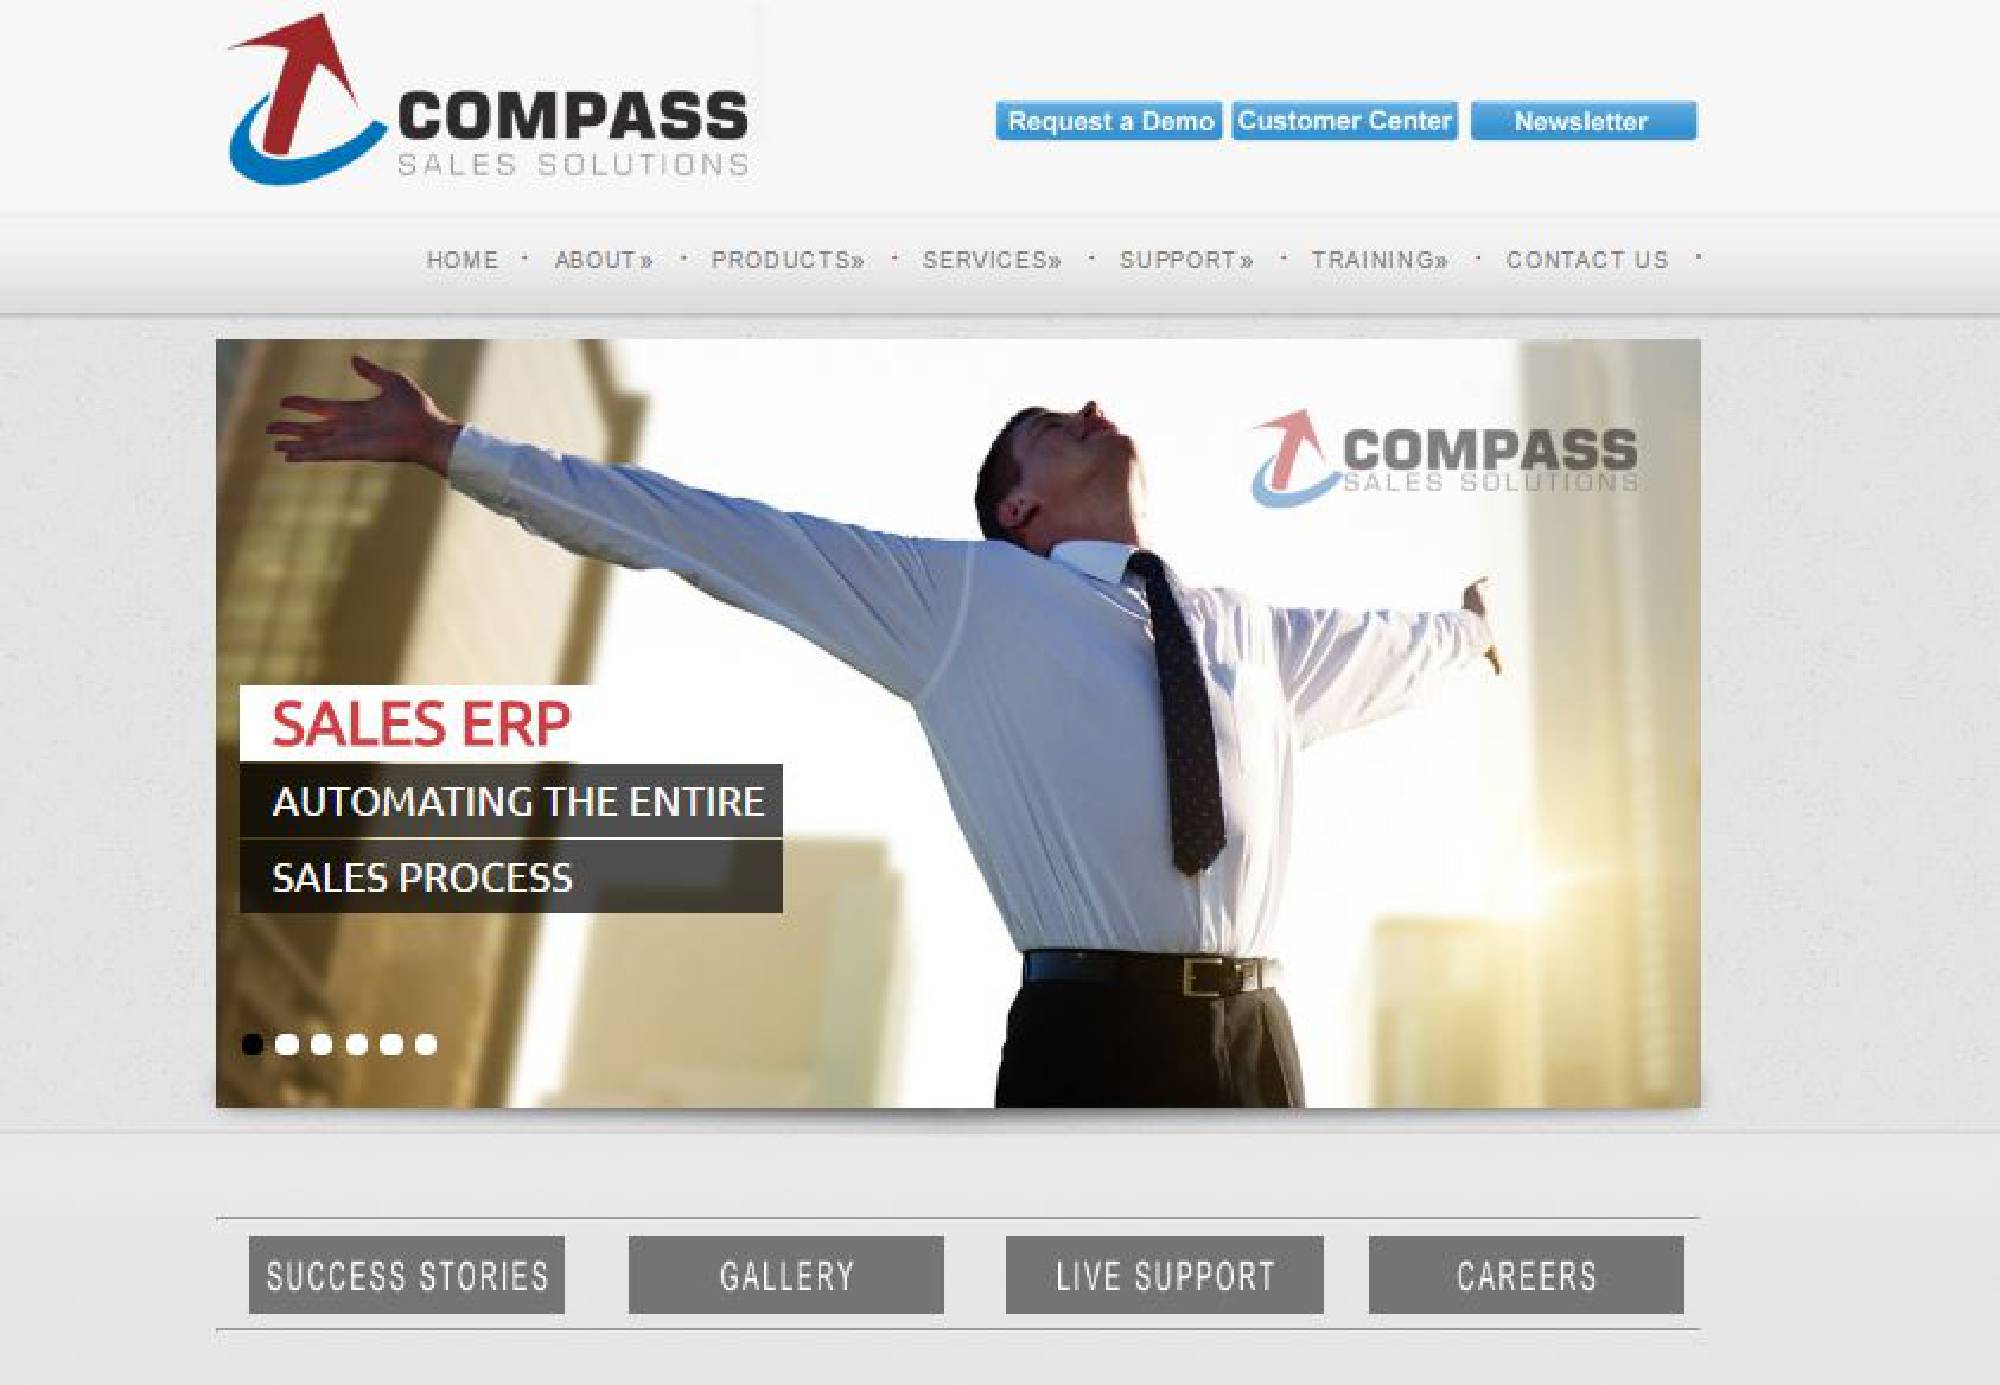 COMPASS
SALES SOLUTIONS
Request a Demo Customer Center Newsletter
HOME · ABOUT» · PRODUCTS» · SERVICES» · SUPPORT» · TRAINING» · CONTACT US ·
COMPASS
SALES SOLUTIONS
SALES ERP
AUTOMATING THE ENTIRE
SALES PROCESS
SUCCESS STORIES GALLERY LIVE SUPPORT CAREERS